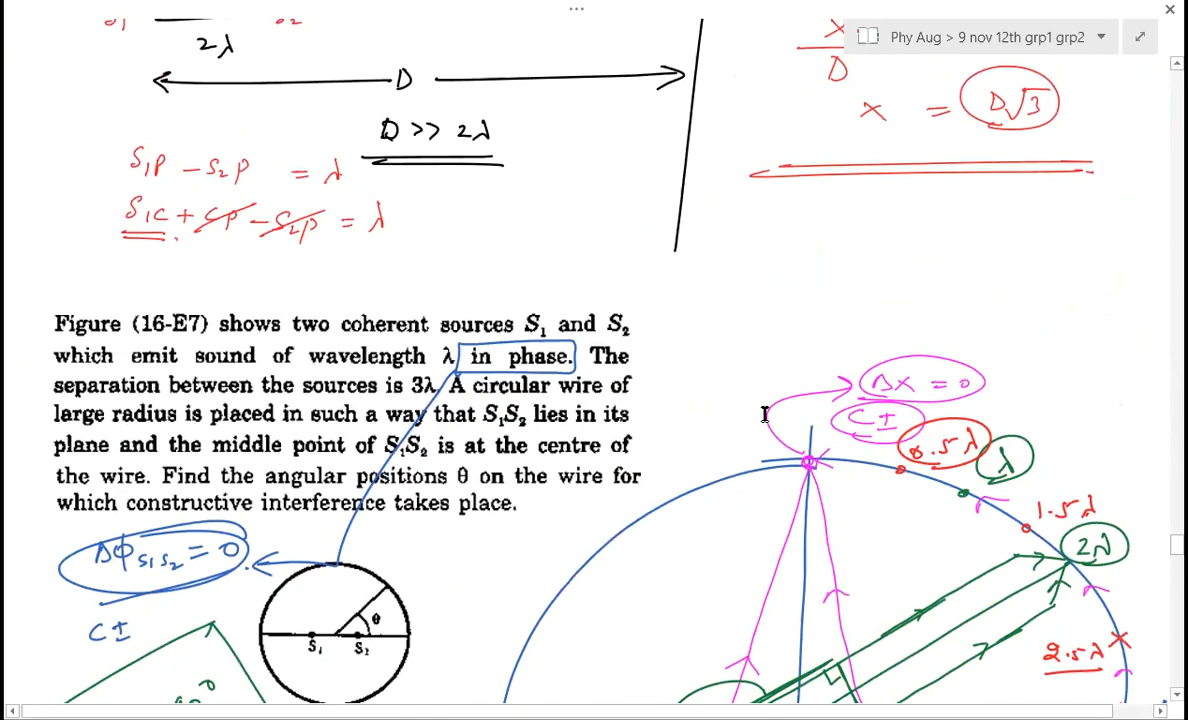 Phy Aug > 9 nov 12th grp1 grp2
2λ
D
D >> 2λ
S₁P - S₂P = λ
S₁C + CP - S₂P = λ
D
x = D√3
Figure (16-E7) shows two coherent sources S₁ and S₂
which emit sound of wavelength λ in phase. The
separation between the sources is 3λ. A circular wire of
large radius is placed in such a way that S₁S₂ lies in its
plane and the middle point of S₁S₂ is at the centre of
the wire. Find the angular positions θ on the wire for
which constructive interference takes place.
Δx = 0
CI
0.5λ
λ
1.5λ
2λ
2.5λ
Δϕ S₁S₂ = 0
CI
θ
S₁ S₂